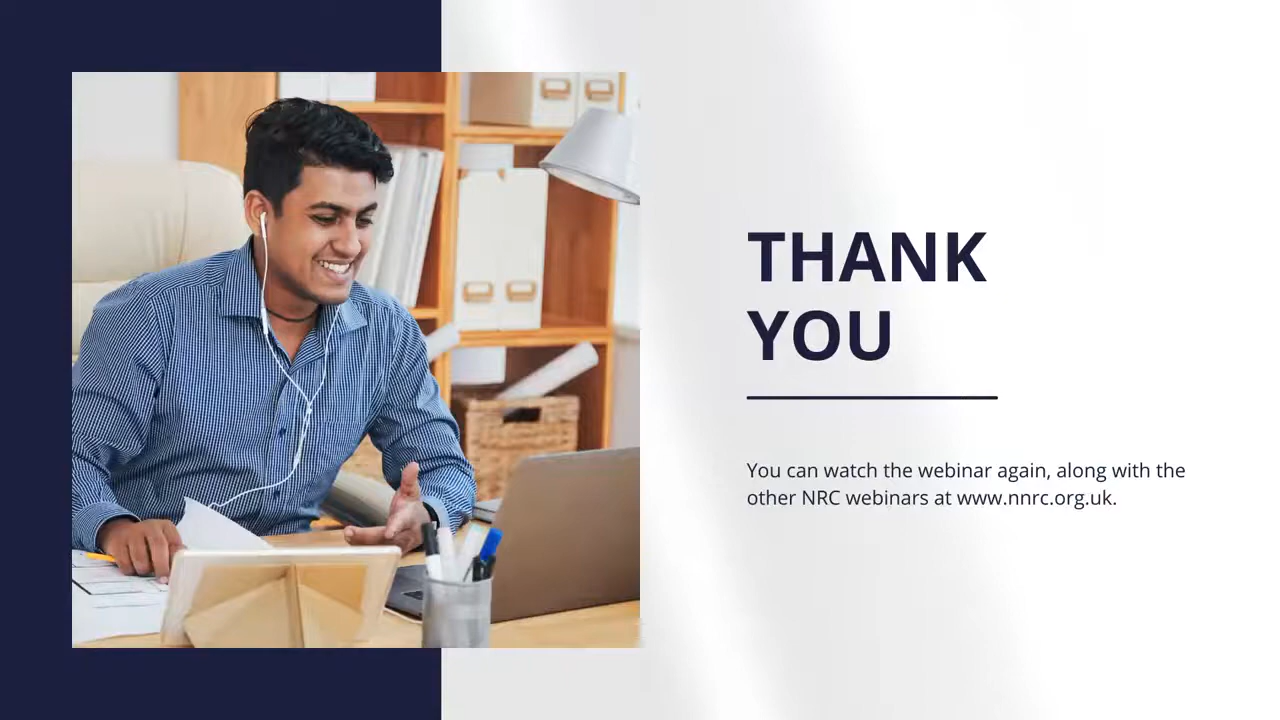 THANK
YOU
You can watch the webinar again, along with the
other NRC webinars at www.nnrc.org.uk.